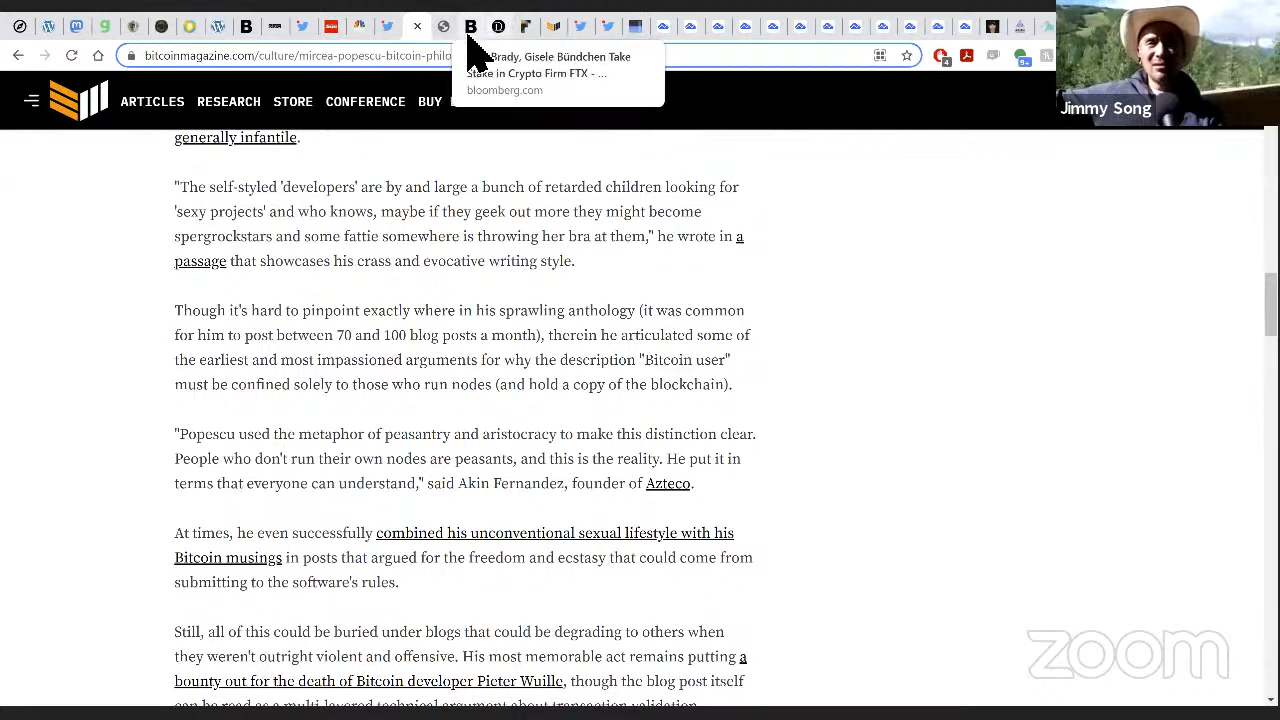 bitcoinmagazine.com/culture/mircea-popescu-bitcoin-philo
Brady, Gisele Bündchen Take
Stake in Crypto Firm FTX - ...
bloomberg.com
4
9+
Jimmy Song
ARTICLES RESEARCH STORE CONFERENCE BUY
generally infantile.
"The self-styled 'developers' are by and large a bunch of retarded children looking for
'sexy projects' and who knows, maybe if they geek out more they might become
spergrockstars and some fattie somewhere is throwing her bra at them," he wrote in a
passage that showcases his crass and evocative writing style.
Though it's hard to pinpoint exactly where in his sprawling anthology (it was common
for him to post between 70 and 100 blog posts a month), therein he articulated some of
the earliest and most impassioned arguments for why the description "Bitcoin user"
must be confined solely to those who run nodes (and hold a copy of the blockchain).
"Popescu used the metaphor of peasantry and aristocracy to make this distinction clear.
People who don't run their own nodes are peasants, and this is the reality. He put it in
terms that everyone can understand," said Akin Fernandez, founder of Azteco.
At times, he even successfully combined his unconventional sexual lifestyle with his
Bitcoin musings in posts that argued for the freedom and ecstasy that could come from
submitting to the software's rules.
Still, all of this could be buried under blogs that could be degrading to others when
they weren't outright violent and offensive. His most memorable act remains putting a
bounty out for the death of Bitcoin developer Pieter Wuille, though the blog post itself
can be read as a multi-layered technical argument about transaction validation.
zoom